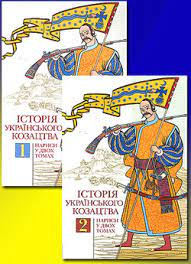 ІСТОРІЯ
УКРАЇНСЬКОГО
КОЗАЦТВА
НАРИСИ
У ДВОХ
ТОМАХ
1
ІСТОРІЯ
УКРАЇНСЬКОГО
КОЗАЦТВА
НАРИСИ
У ДВОХ
ТОМАХ
2